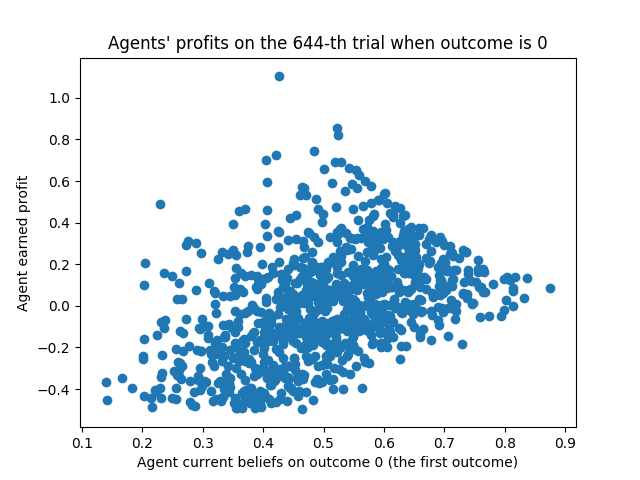 Agents' profits on the 644-th trial when outcome is 0
Agent earned profit
1.0
0.8
0.6
0.4
0.2
0.0
−0.2
−0.4
0.1 0.2 0.3 0.4 0.5 0.6 0.7 0.8 0.9
Agent current beliefs on outcome 0 (the first outcome)